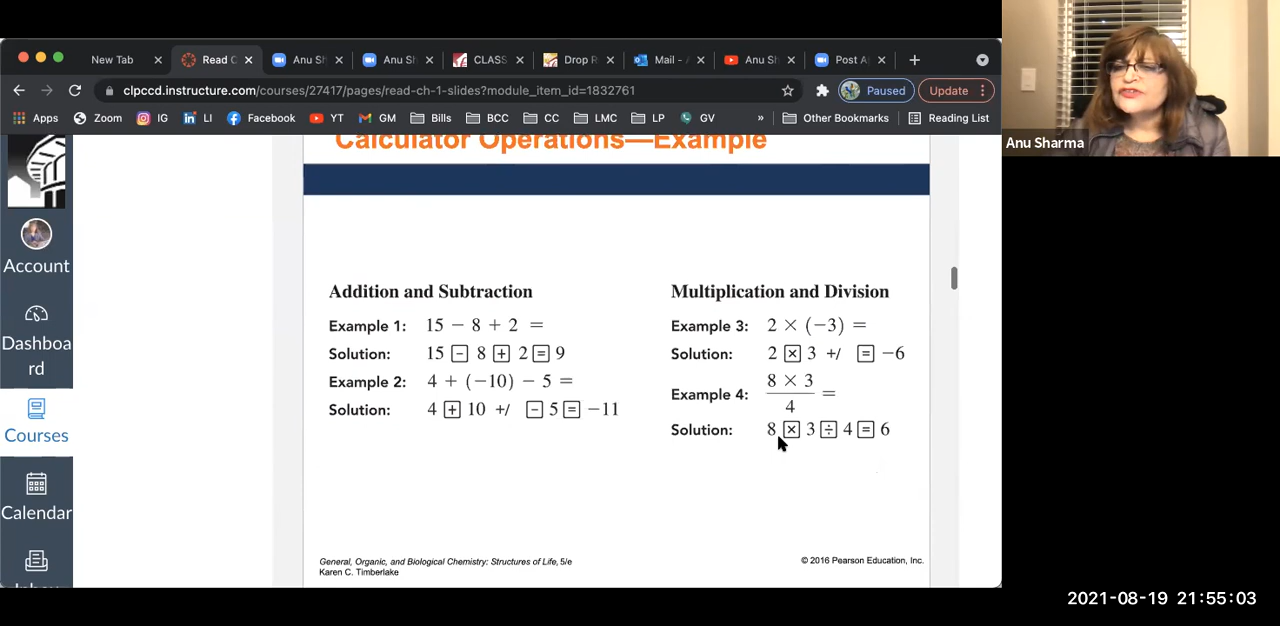 New Tab
Read C
Anu Sh
Anu Sh
CLASS
Drop R
Mail -
Anu Sh
Post A
clpccd.instructure.com/courses/27417/pages/read-ch-1-slides?module_item_id=1832761
Paused
Update
Apps Zoom IG LI Facebook YT GM Bills BCC CC LMC LP GV » Other Bookmarks Reading List
Anu Sharma
Account
Dashboa
rd
Courses
Calendar
Calculator Operations—Example
Addition and Subtraction
Example 1: 15 − 8 + 2 =
Solution: 15 − 8 + 2 = 9
Example 2: 4 + (−10) − 5 =
Solution: 4 + 10 +/ − 5 = −11
Multiplication and Division
Example 3: 2 × (−3) =
Solution: 2 × 3 +/ = −6
8 × 3
Example 4: =
4
Solution: 8 × 3 ÷ 4 = 6
General, Organic, and Biological Chemistry: Structures of Life, 5/e
Karen C. Timberlake
© 2016 Pearson Education, Inc.
2021-08-19 21:55:03